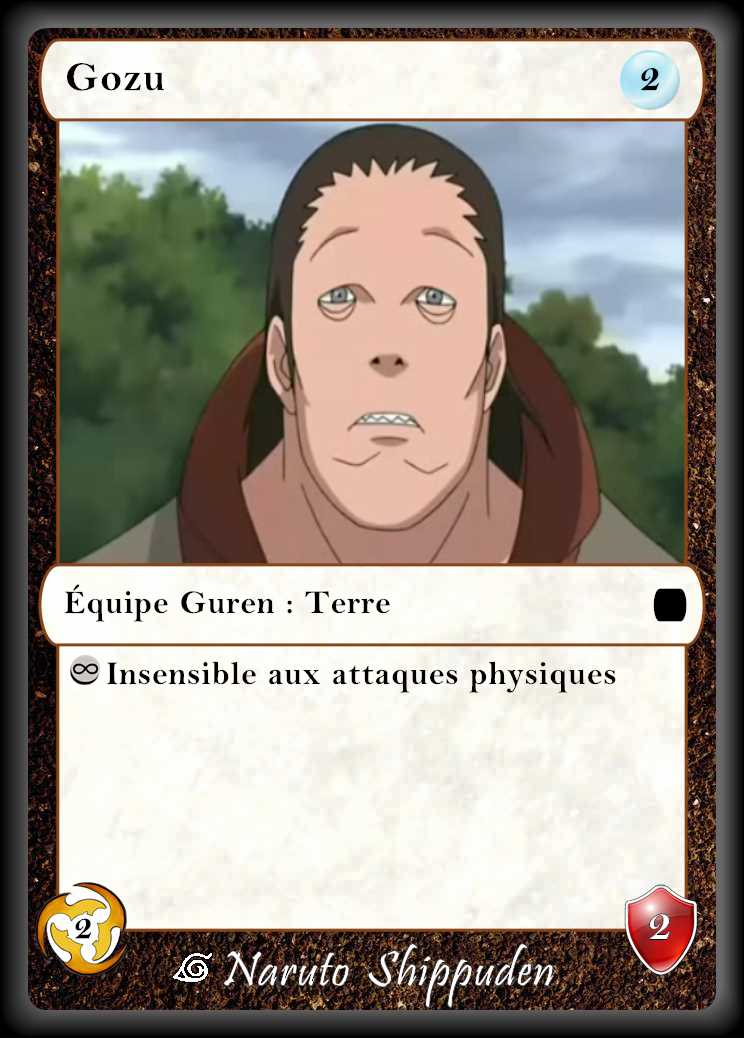 Gozu
2
Équipe Guren : Terre
∞ Insensible aux attaques physiques
2
2
Naruto Shippuden